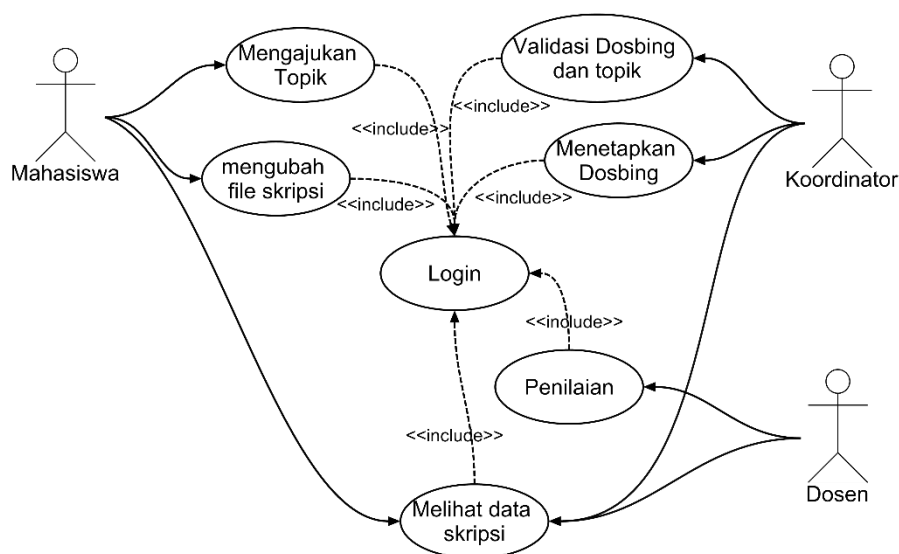 Mengajukan
Topik
Validasi Dosbing
dan topik
<<include>>
<<include>>
Mahasiswa
mengubah
file skripsi
Menetapkan
Dosbing
Koordinator
<<include>>
<<include>>
Login
<<include>>
Penilaian
<<include>>
Dosen
Melihat data
skripsi